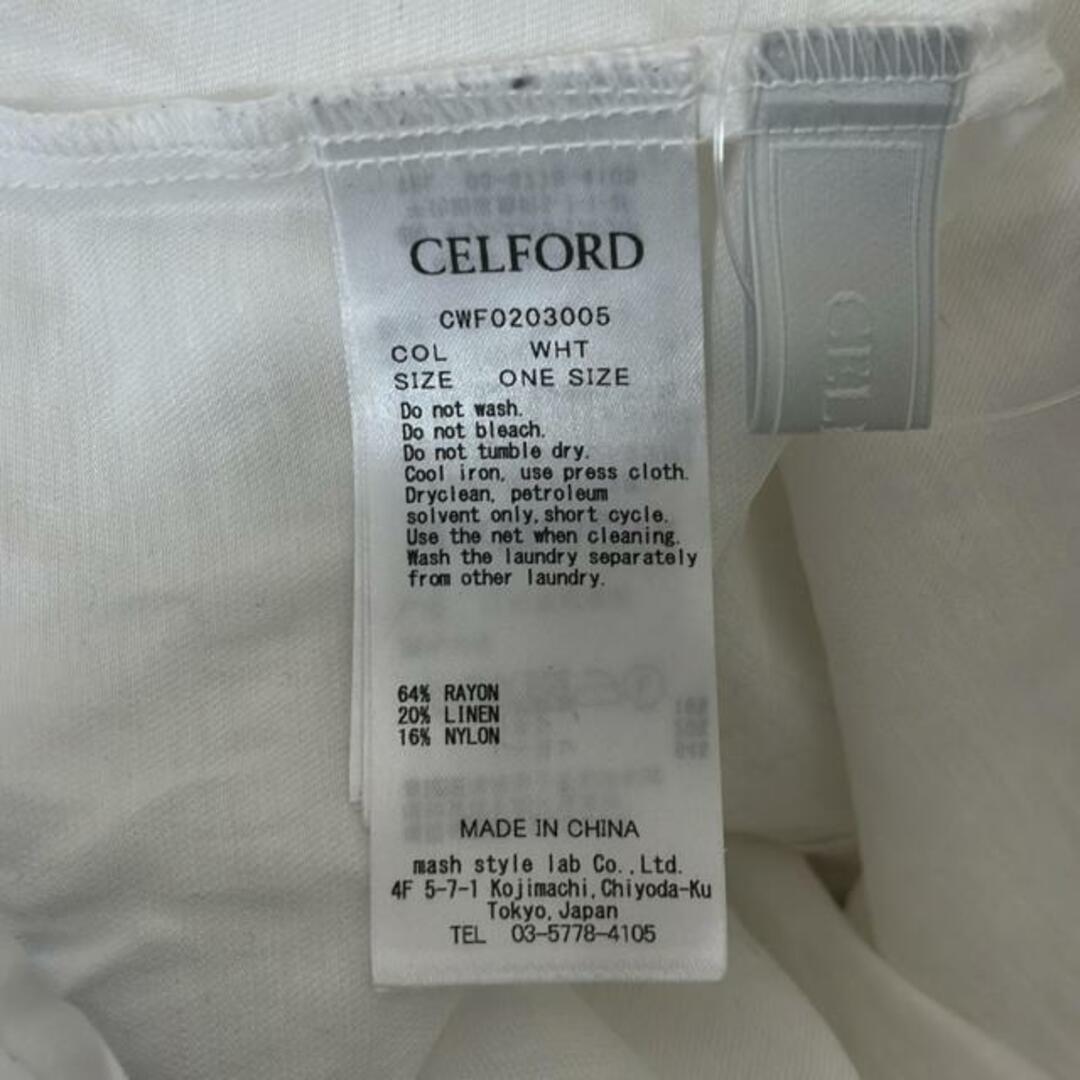 CELFORD
CWF0203005
COL WHT
SIZE ONE SIZE
Do not wash.
Do not bleach.
Do not tumble dry.
Cool iron, use press cloth.
Dryclean, petroleum
solvent only,short cycle.
Use the net when cleaning.
Wash the laundry separately
from other laundry.
64% RAYON
20% LINEN
16% NYLON
MADE IN CHINA
mash style lab Co.,Ltd.
4F 5-7-1 Kojimachi,Chiyoda-Ku
Tokyo,Japan
TEL 03-5778-4105